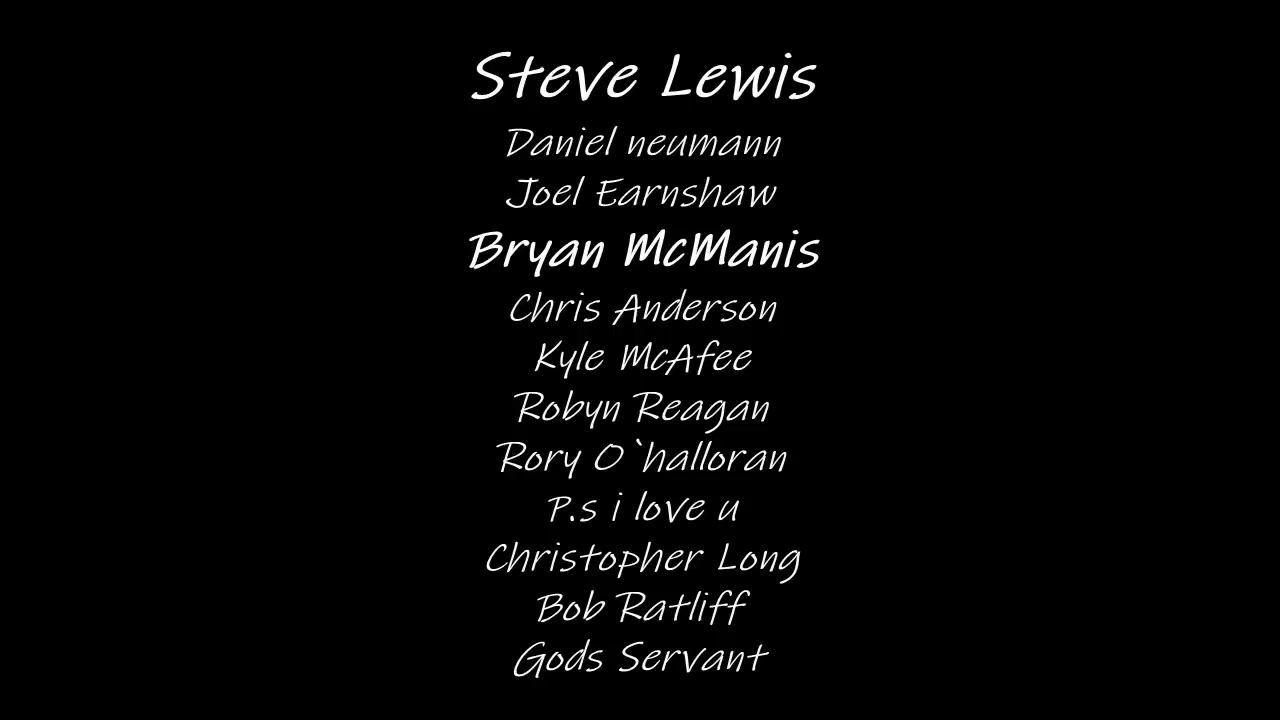 Steve Lewis
Daniel neumann
Joel Earnshaw
Bryan McManis
Chris Anderson
Kyle McAfee
Robyn Reagan
Rory O`halloran
P.s i love u
Christopher Long
Bob Ratliff
Gods Servant